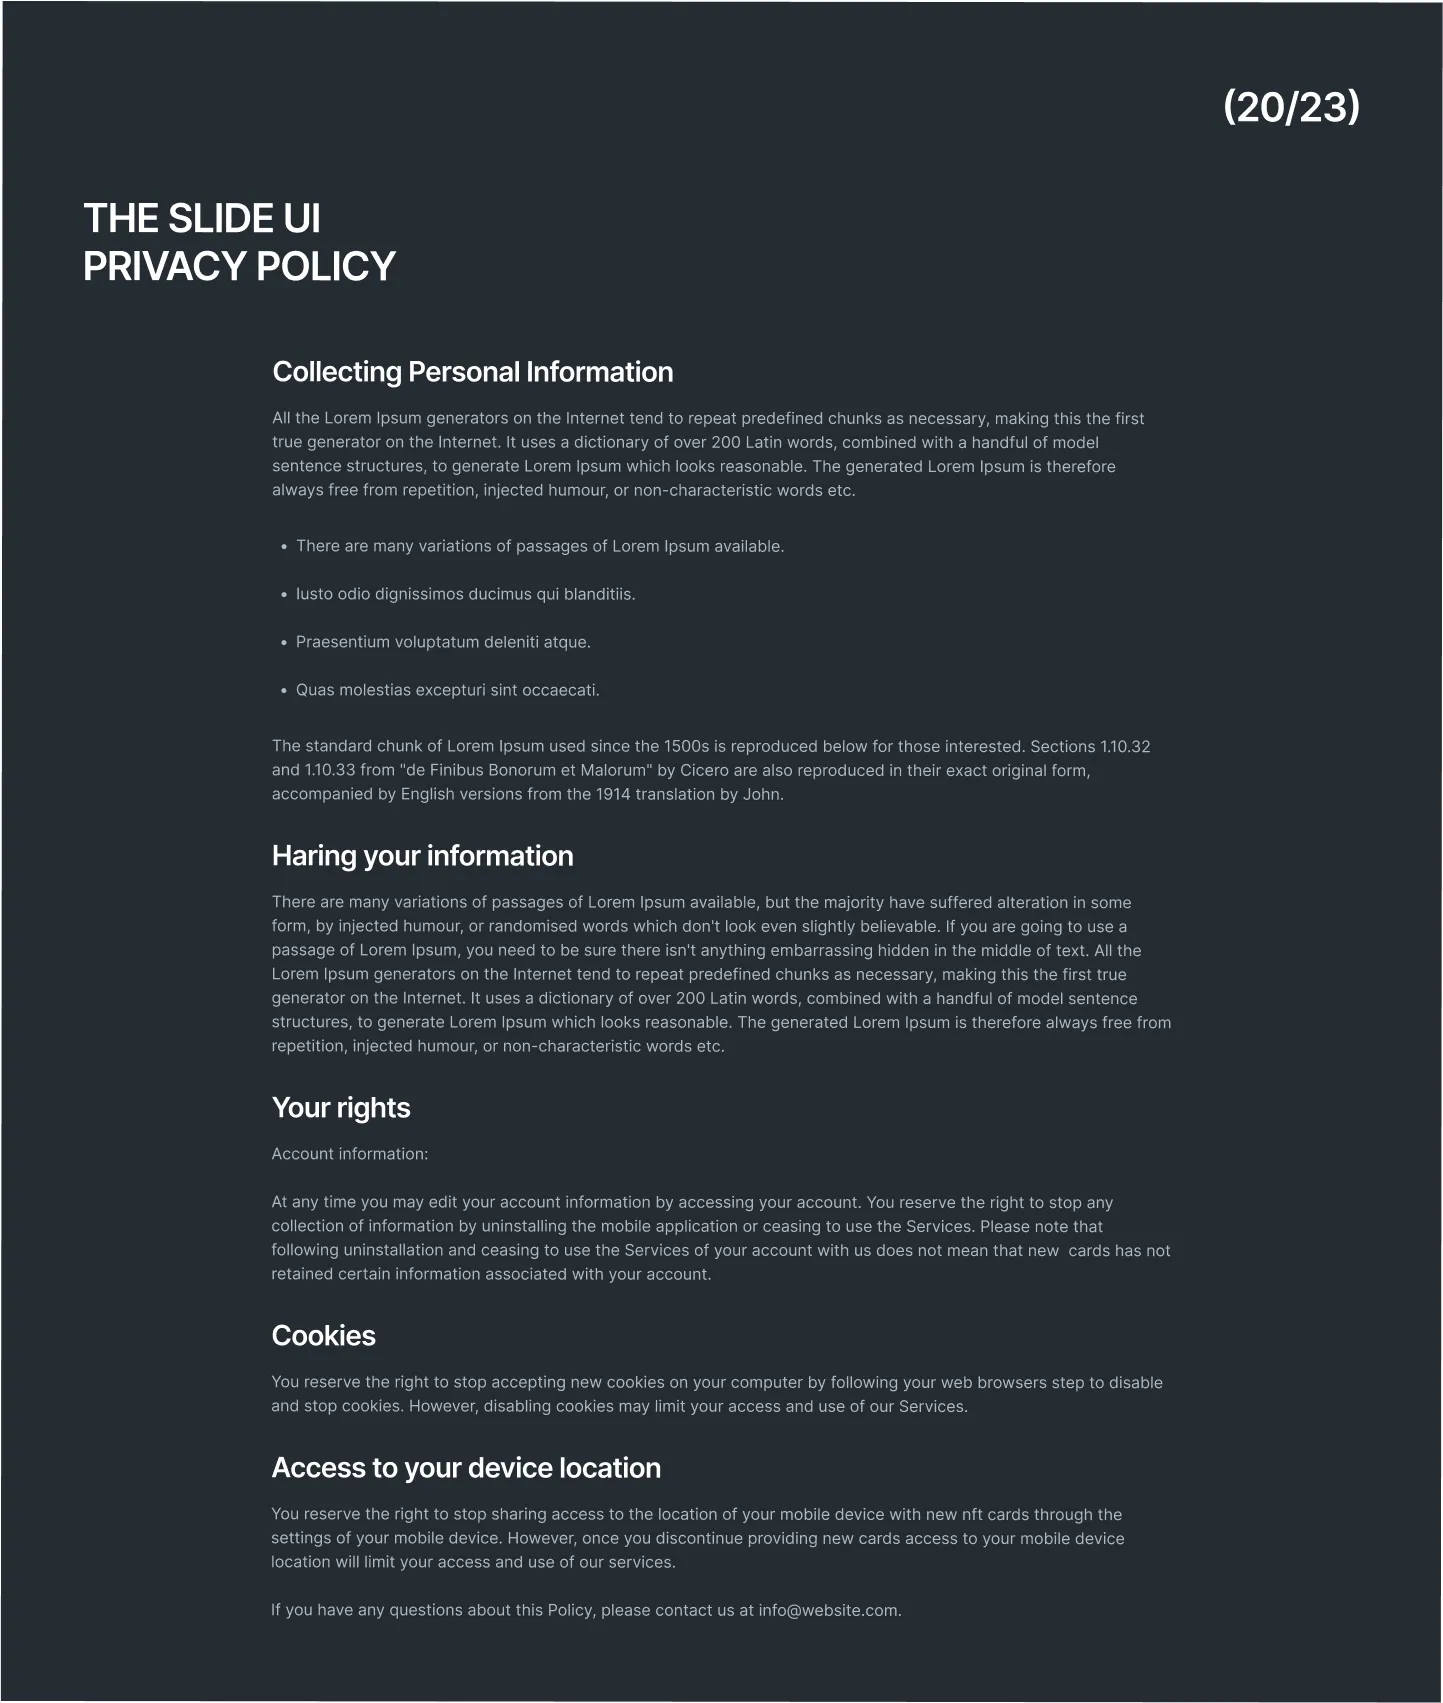 (20/23)
THE SLIDE UI
PRIVACY POLICY
Collecting Personal Information
All the Lorem Ipsum generators on the Internet tend to repeat predefined chunks as necessary, making this the first
true generator on the Internet. It uses a dictionary of over 200 Latin words, combined with a handful of model
sentence structures, to generate Lorem Ipsum which looks reasonable. The generated Lorem Ipsum is therefore
always free from repetition, injected humour, or non-characteristic words etc.
• There are many variations of passages of Lorem Ipsum available.
• Iusto odio dignissimos ducimus qui blanditiis.
• Praesentium voluptatum deleniti atque.
• Quas molestias excepturi sint occaecati.
The standard chunk of Lorem Ipsum used since the 1500s is reproduced below for those interested. Sections 1.10.32
and 1.10.33 from "de Finibus Bonorum et Malorum" by Cicero are also reproduced in their exact original form,
accompanied by English versions from the 1914 translation by John.
Haring your information
There are many variations of passages of Lorem Ipsum available, but the majority have suffered alteration in some
form, by injected humour, or randomised words which don't look even slightly believable. If you are going to use a
passage of Lorem Ipsum, you need to be sure there isn't anything embarrassing hidden in the middle of text. All the
Lorem Ipsum generators on the Internet tend to repeat predefined chunks as necessary, making this the first true
generator on the Internet. It uses a dictionary of over 200 Latin words, combined with a handful of model sentence
structures, to generate Lorem Ipsum which looks reasonable. The generated Lorem Ipsum is therefore always free from
repetition, injected humour, or non-characteristic words etc.
Your rights
Account information:
At any time you may edit your account information by accessing your account. You reserve the right to stop any
collection of information by uninstalling the mobile application or ceasing to use the Services. Please note that
following uninstallation and ceasing to use the Services of your account with us does not mean that new  cards has not
retained certain information associated with your account.
Cookies
You reserve the right to stop accepting new cookies on your computer by following your web browsers step to disable
and stop cookies. However, disabling cookies may limit your access and use of our Services.
Access to your device location
You reserve the right to stop sharing access to the location of your mobile device with new nft cards through the
settings of your mobile device. However, once you discontinue providing new cards access to your mobile device
location will limit your access and use of our services.
If you have any questions about this Policy, please contact us at info@website.com.